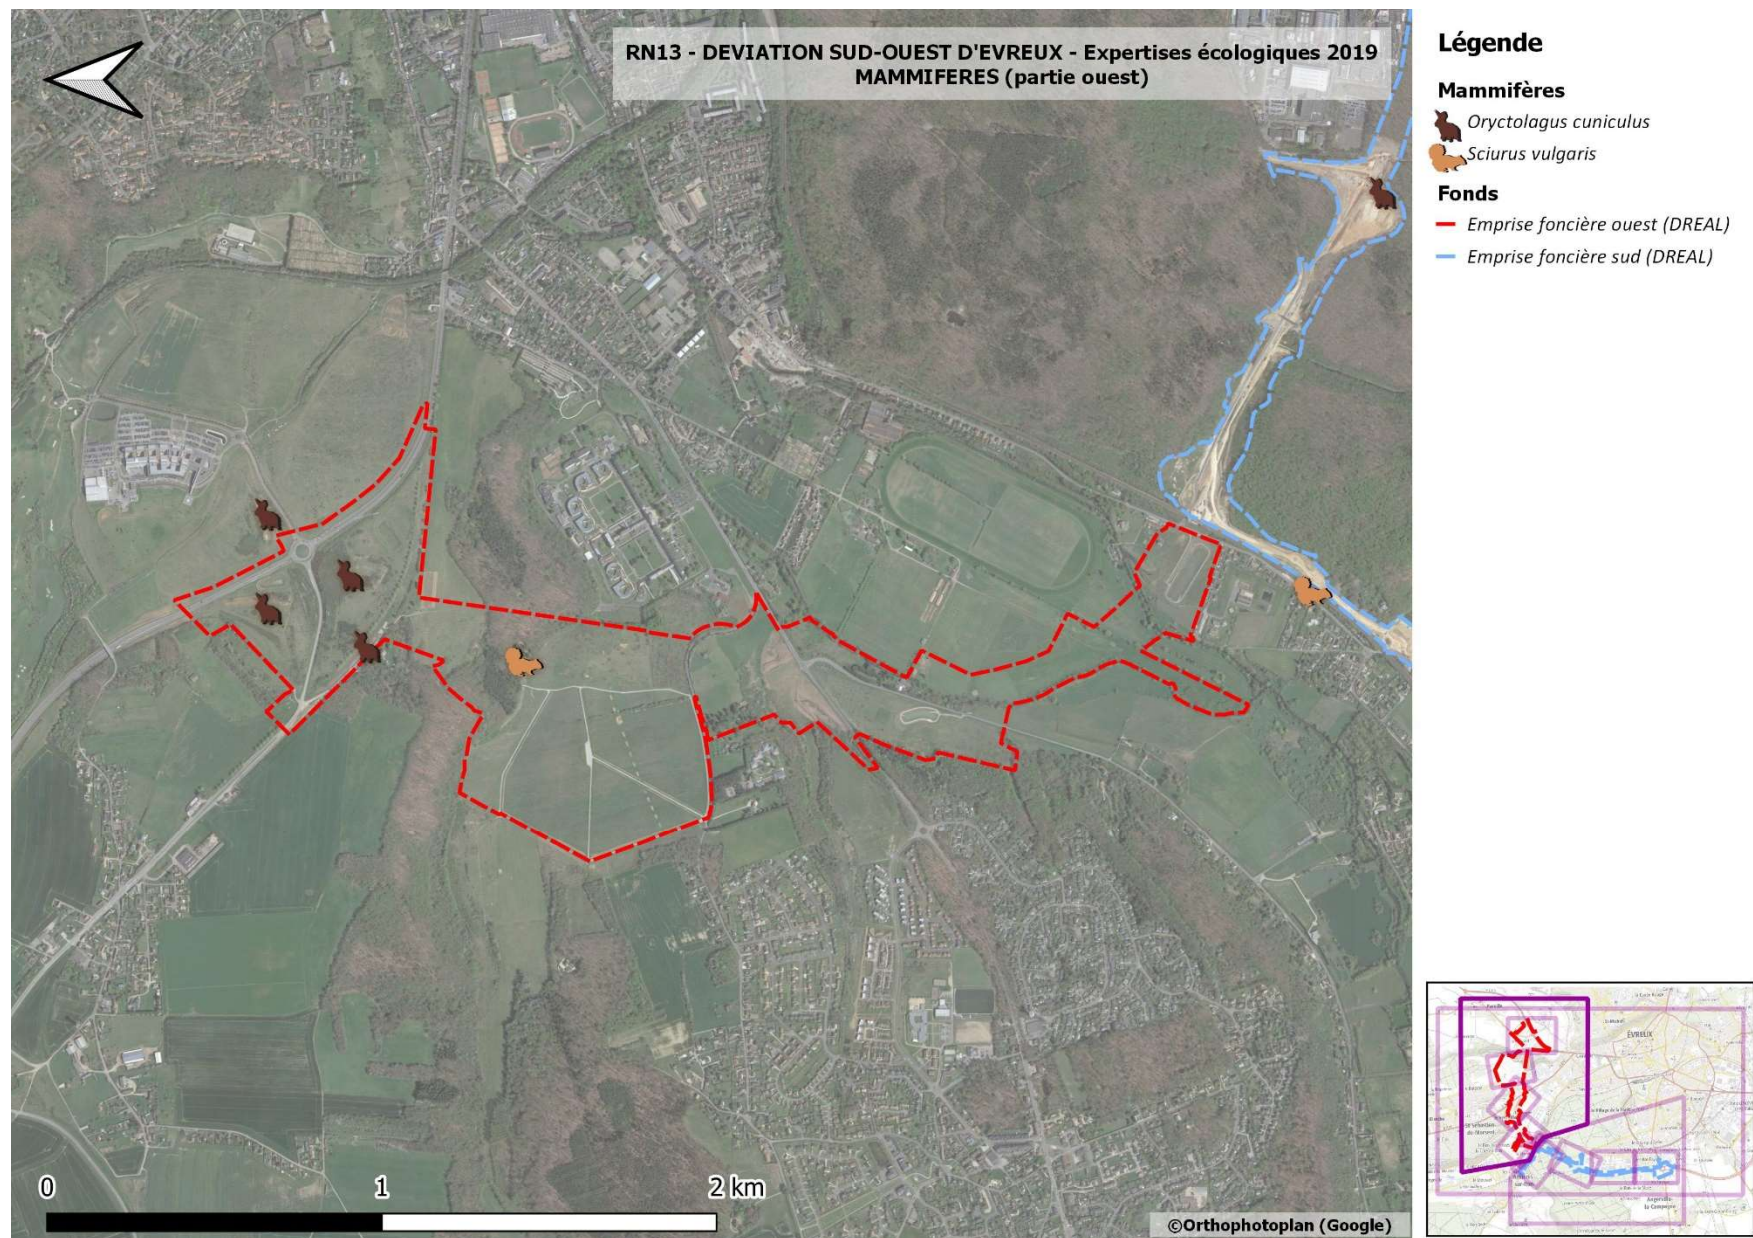 RN13 - DEVIATION SUD-OUEST D'EVREUX - Expertises écologiques 2019
MAMMIFERES (partie ouest)
Légende
Mammifères
Oryctolagus cuniculus
Sciurus vulgaris
Fonds
Emprise foncière ouest (DREAL)
Emprise foncière sud (DREAL)
0 1 2 km
©Orthophotoplan (Google)
ÉVREUX